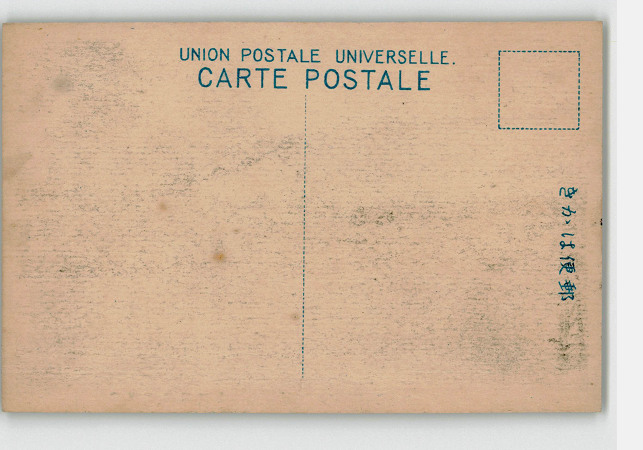 UNION POSTALE UNIVERSELLE.
CARTE POSTALE
きかは便郵